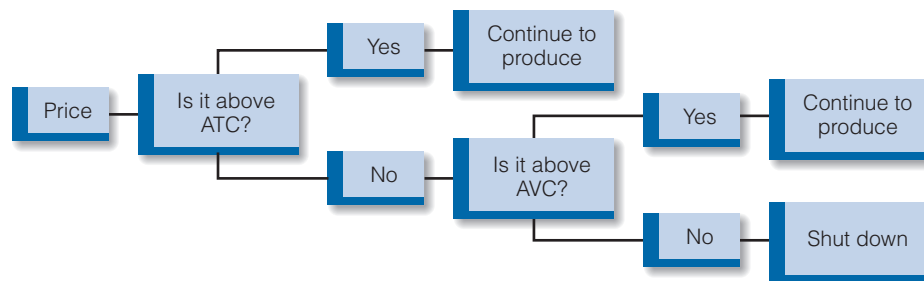 Price
Is it above
ATC?
Yes
Continue to
produce
No
Is it above
AVC?
Yes
Continue to
produce
No
Shut down